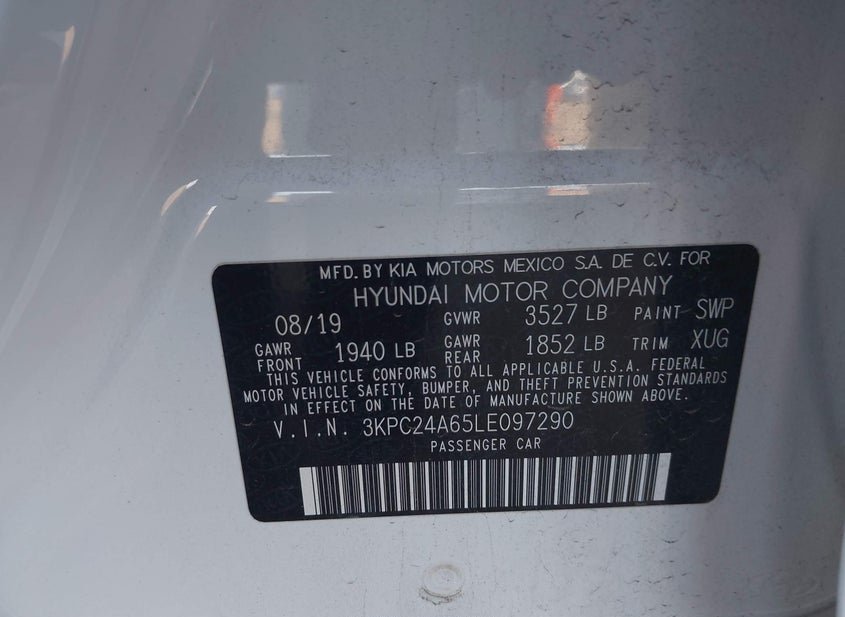 MFD. BY KIA MOTORS MEXICO S.A. DE C.V. FOR
HYUNDAI MOTOR COMPANY
08/19 GVWR 3527 LB PAINT SWP
GAWR FRONT 1940 LB GAWR REAR 1852 LB TRIM XUG
THIS VEHICLE CONFORMS TO ALL APPLICABLE U.S.A. FEDERAL
MOTOR VEHICLE SAFETY, BUMPER, AND THEFT PREVENTION STANDARDS
IN EFFECT ON THE DATE OF MANUFACTURE SHOWN ABOVE.
V.I.N. 3KPC24A65LE097290
PASSENGER CAR